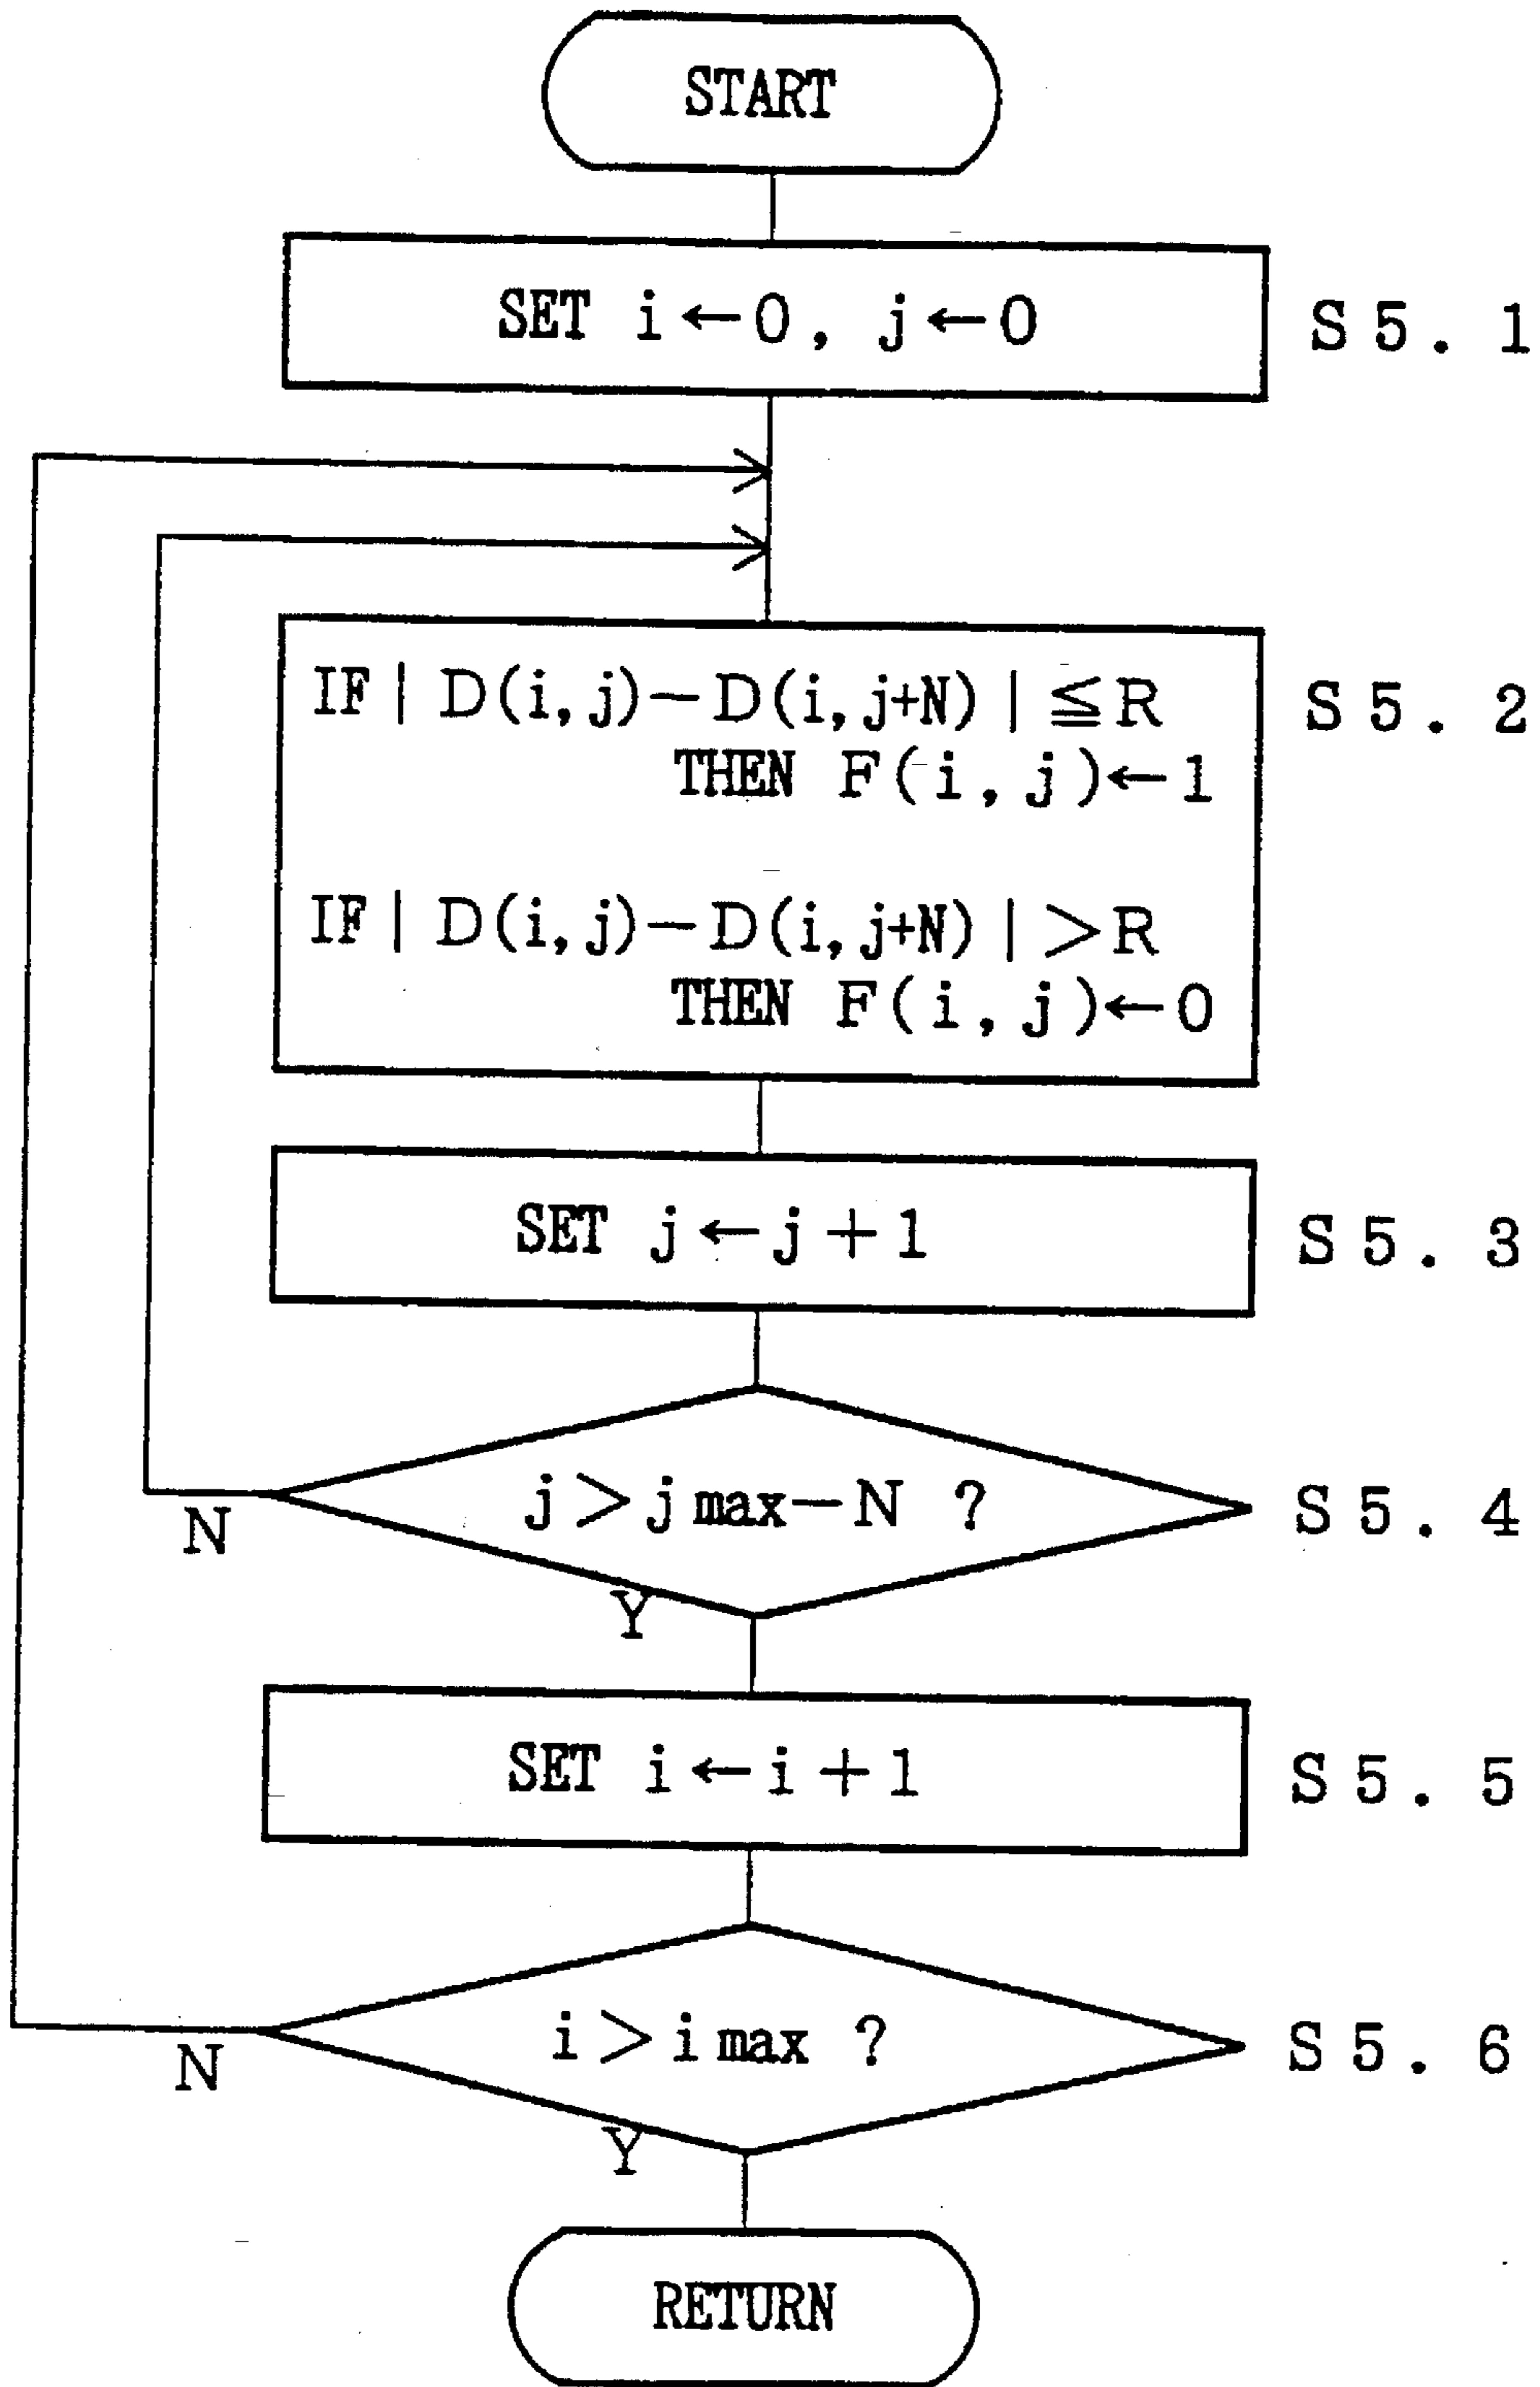 START
SET i←0, j←0 S5. 1
IF| D(i,j)−D(i,j+N) |≦R S5. 2
THEN F(i,j)←1
IF| D(i,j)−D(i,j+N) |>R
THEN F(i,j)←0
SET j←j+1 S5. 3
j>jmax−N ? S5. 4
N
Y
SET i←i+1 S5. 5
i>imax ? S5. 6
N
Y
RETURN